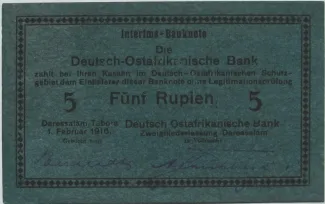 Interims-Banknote
Die
Deutsch-Ostafrikanische Bank
zahlt bei ihren Kassen im Deutsch-Ostafrikanischen Schutz-
gebiet dem Einlieferer dieser Banknote ohne Legitimationsprüfung
5 Fünf Rupien 5
Daressalam/Tabora Deutsch-Ostafrikanische Bank
1. Februar 1916. Zweigniederlassung Daressalam